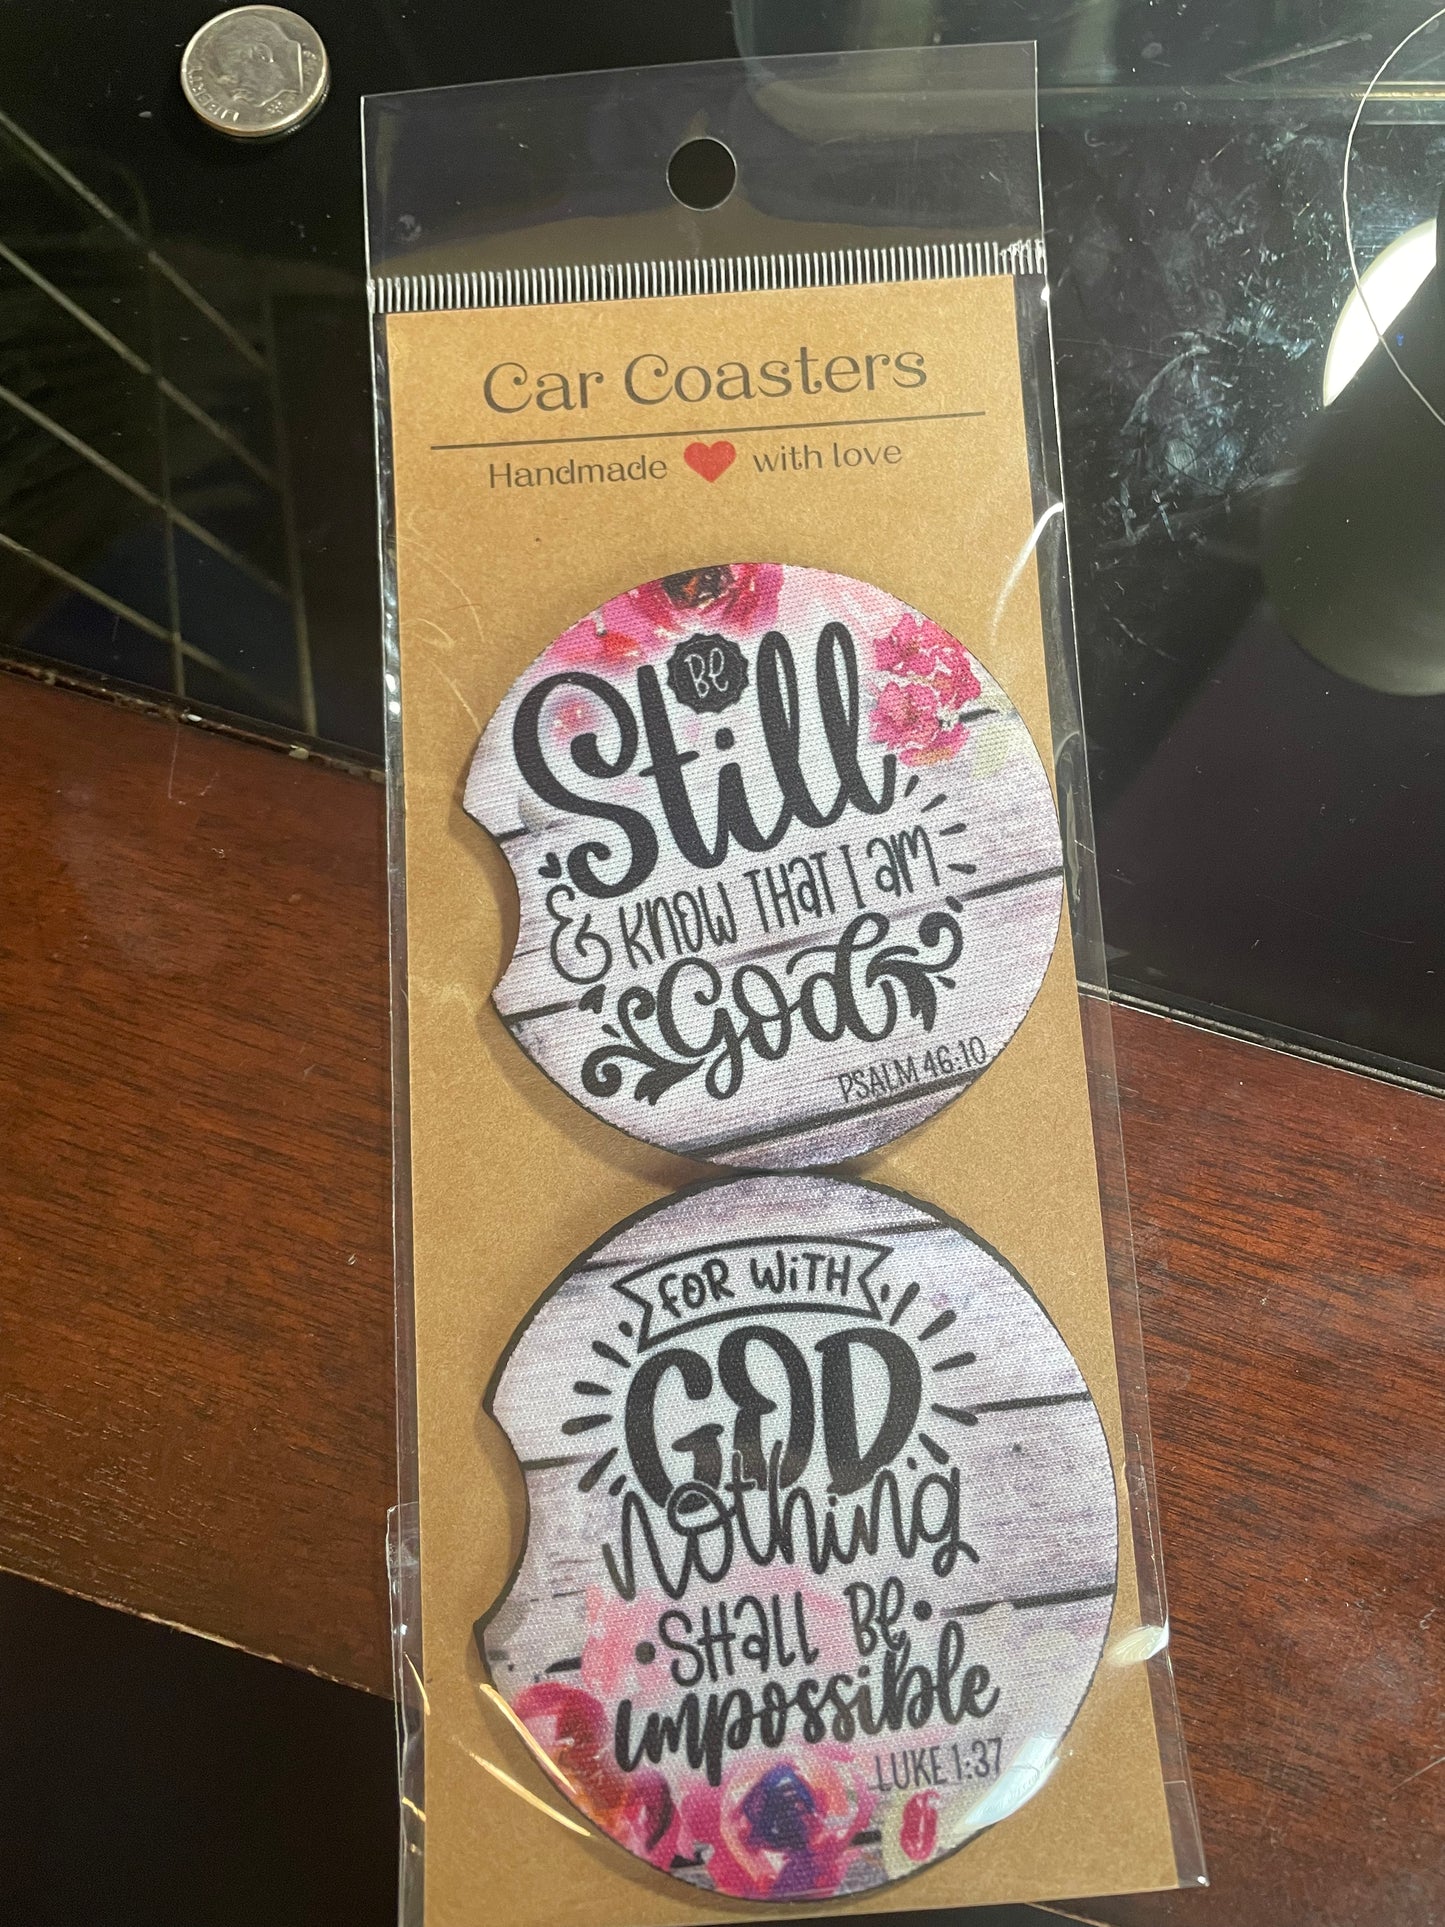 LIBERTY
Car Coasters
Handmade with love
Be
Still
& KNOW THAT I AM
God
PSALM 46:10
FOR WiTH
GOD
nothing
SHALL BE
impossible
LUKE 1:37